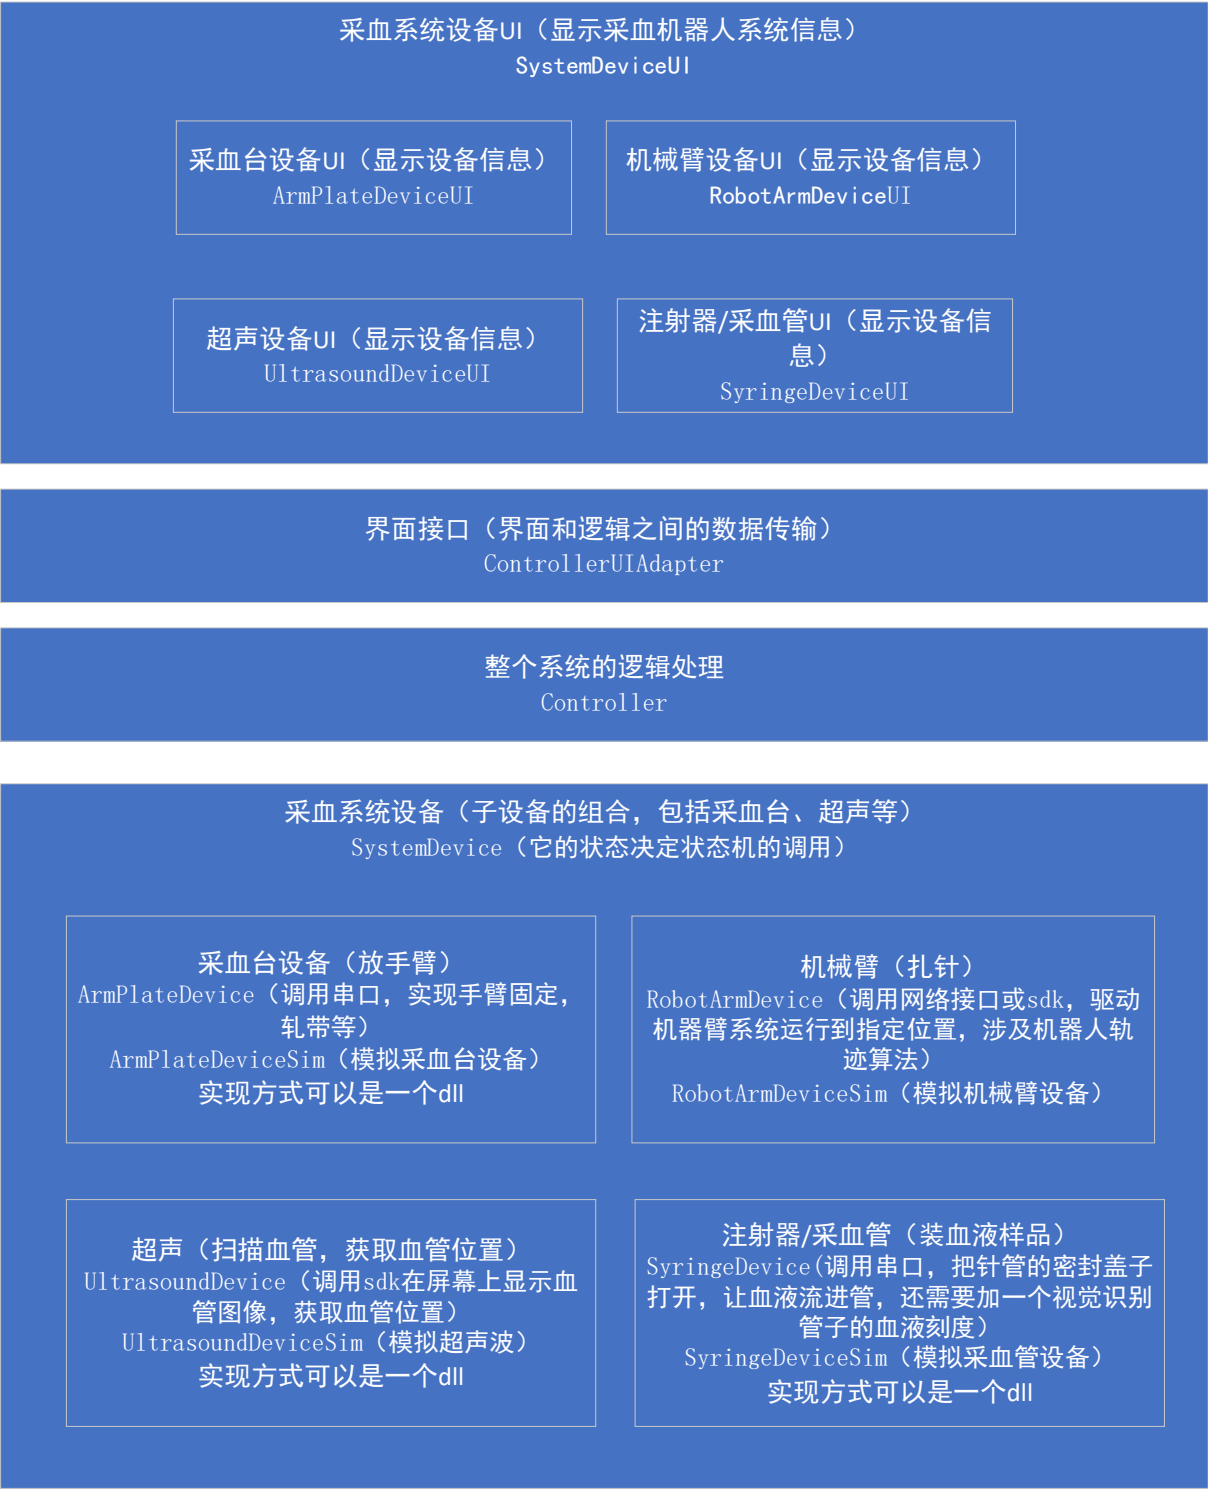 采血系统设备UI（显示采血机器人系统信息）
SystemDeviceUI
采血台设备UI（显示设备信息）
ArmPlateDeviceUI
机械臂设备UI（显示设备信息）
RobotArmDeviceUI
超声设备UI（显示设备信息）
UltrasoundDeviceUI
注射器/采血管UI（显示设备信
息）
SyringeDeviceUI
界面接口（界面和逻辑之间的数据传输）
ControllerUIAdapter
整个系统的逻辑处理
Controller
采血系统设备（子设备的组合，包括采血台、超声等）
SystemDevice（它的状态决定状态机的调用）
采血台设备（放手臂）
ArmPlateDevice（调用串口，实现手臂固定，
轧带等）
ArmPlateDeviceSim（模拟采血台设备）
实现方式可以是一个dll
机械臂（扎针）
RobotArmDevice（调用网络接口或sdk，驱动
机器臂系统运行到指定位置，涉及机器人轨
迹算法）
RobotArmDeviceSim（模拟机械臂设备）
超声（扫描血管，获取血管位置）
UltrasoundDevice（调用sdk在屏幕上显示血
管图像，获取血管位置）
UltrasoundDeviceSim（模拟超声波）
实现方式可以是一个dll
注射器/采血管（装血液样品）
SyringeDevice(调用串口，把针管的密封盖子
打开，让血液流进管，还需要加一个视觉识别
管子的血液刻度）
SyringeDeviceSim（模拟采血管设备）
实现方式可以是一个dll